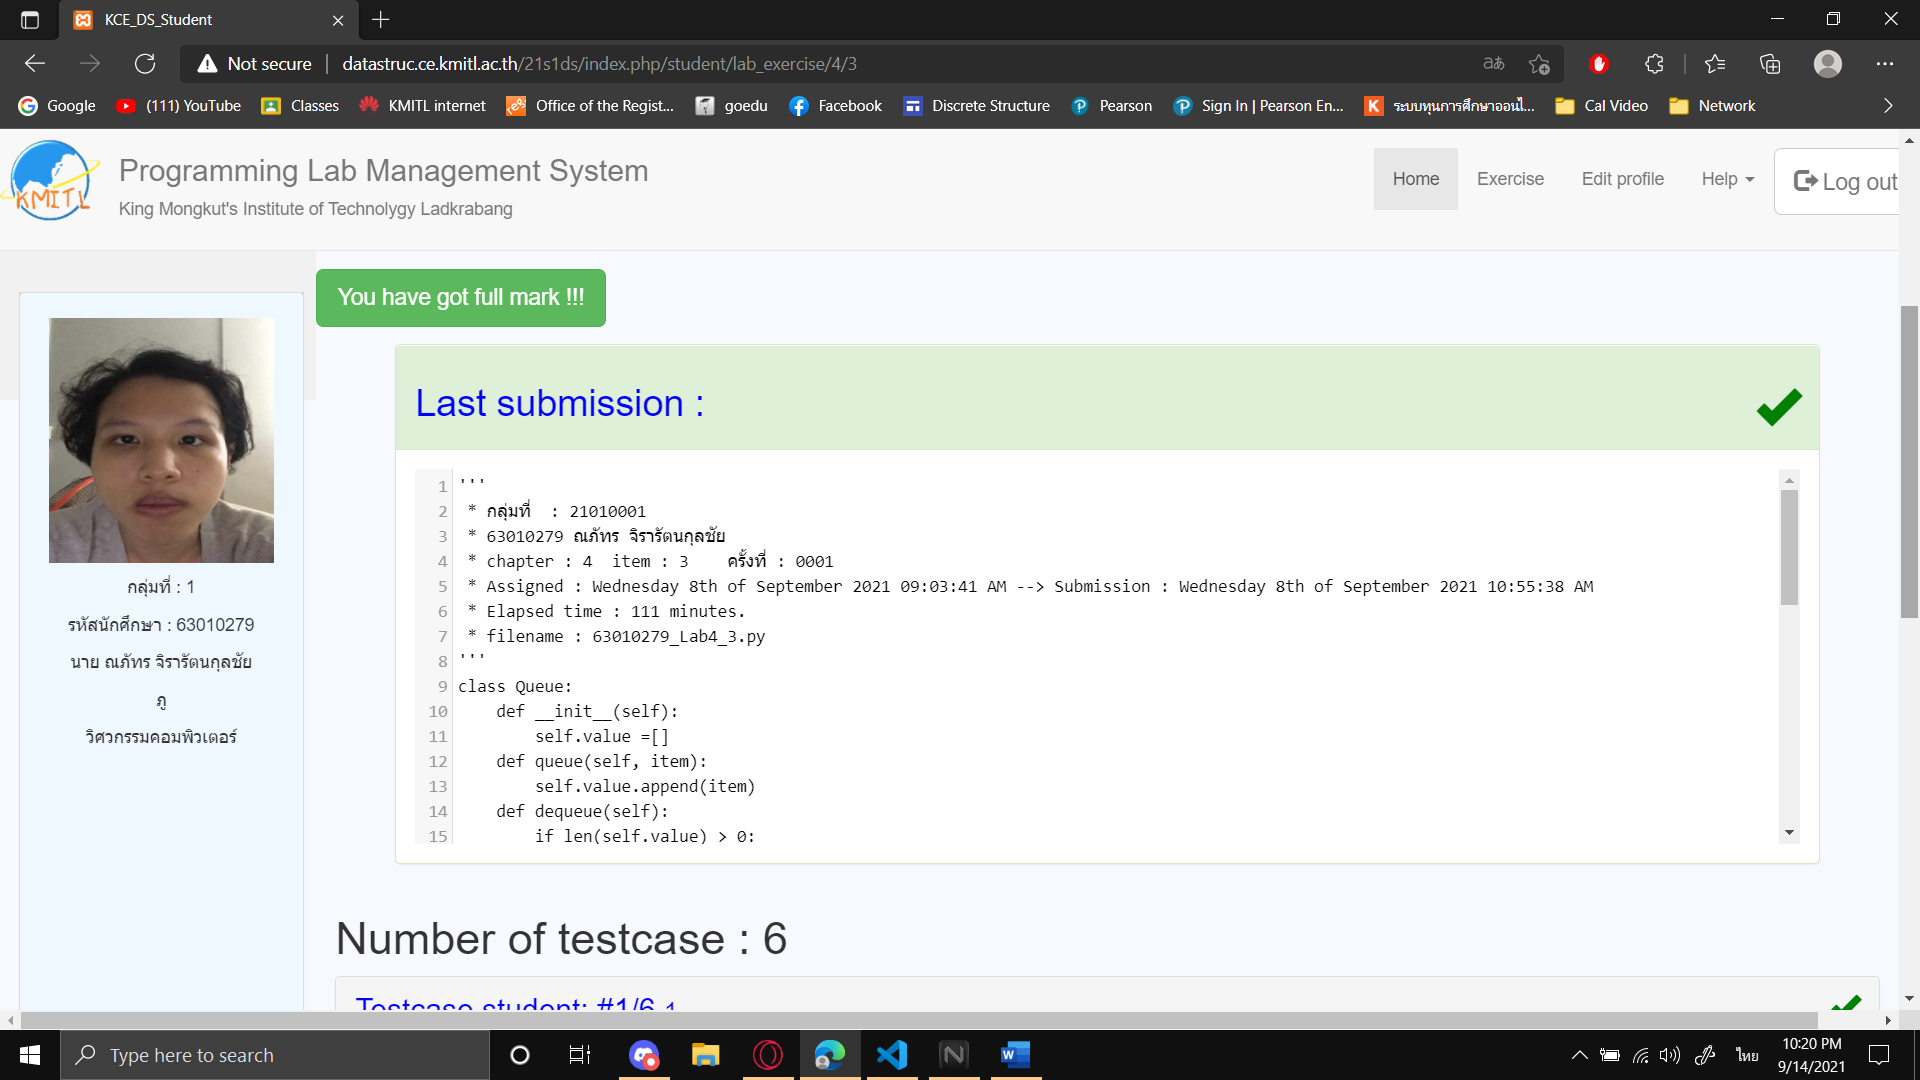 KCE_DS_Student
Not secure
datastruc.ce.kmitl.ac.th/21s1ds/index.php/student/lab_exercise/4/3
Google
(111) YouTube
Classes
KMITL internet
Office of the Regist...
goedu
Facebook
Discrete Structure
Pearson
Sign In | Pearson En...
ระบบทุนการศึกษาออนไ...
Cal Video
Network
KMITL
Programming Lab Management System
King Mongkut's Institute of Technolygy Ladkrabang
Home
Exercise
Edit profile
Help
Log out
You have got full mark !!!
กลุ่มที่ : 1
รหัสนักศึกษา : 63010279
นาย ณภัทร จิรารัตนกุลชัย
ภู
วิศวกรรมคอมพิวเตอร์
Last submission :
1 '''
2 * กลุ่มที่ : 21010001
3 * 63010279 ณภัทร จิรารัตนกุลชัย
4 * chapter : 4 item : 3 ครั้งที่ : 0001
5 * Assigned : Wednesday 8th of September 2021 09:03:41 AM --> Submission : Wednesday 8th of September 2021 10:55:38 AM
6 * Elapsed time : 111 minutes.
7 * filename : 63010279_Lab4_3.py
8 '''
9 class Queue:
10 def __init__(self):
11 self.value =[]
12 def queue(self, item):
13 self.value.append(item)
14 def dequeue(self):
15 if len(self.value) > 0:
Number of testcase : 6
Testcase student: #1/6 1
Type here to search
ไทย
10:20 PM
9/14/2021